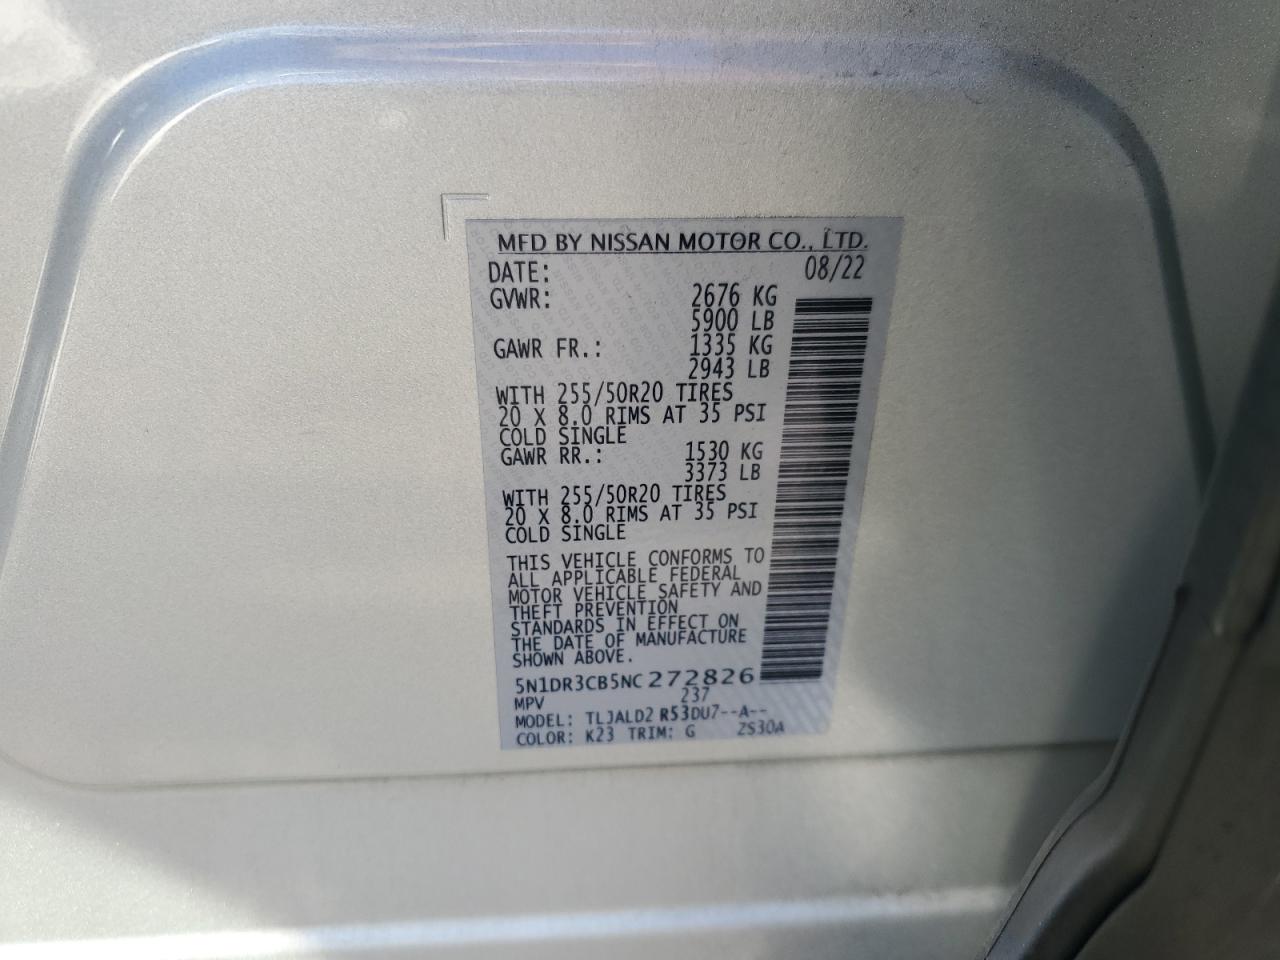 MFD BY NISSAN MOTOR CO., LTD.
DATE: 08/22
GVWR: 2676 KG
5900 LB
GAWR FR.: 1335 KG
2943 LB
WITH 255/50R20 TIRES
20 X 8.0 RIMS AT 35 PSI
COLD SINGLE
GAWR RR.: 1530 KG
3373 LB
WITH 255/50R20 TIRES
20 X 8.0 RIMS AT 35 PSI
COLD SINGLE
THIS VEHICLE CONFORMS TO
ALL APPLICABLE FEDERAL
MOTOR VEHICLE SAFETY AND
THEFT PREVENTION
STANDARDS IN EFFECT ON
THE DATE OF MANUFACTURE
SHOWN ABOVE.
5N1DR3CB5NC272826
MPV 237
MODEL: TLJALD2 R53DU7--A--
COLOR: K23 TRIM: G ZS30A